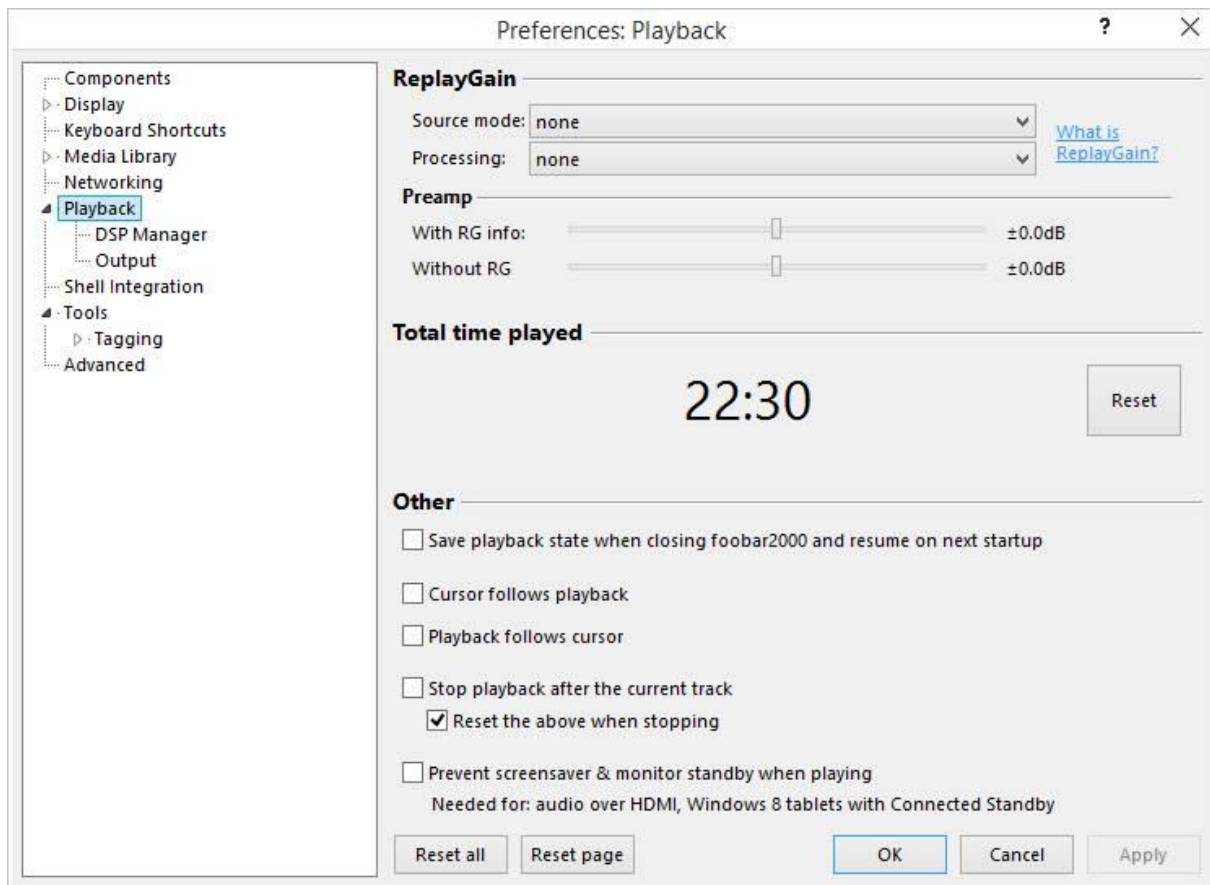 Preferences: Playback
?
Components
Display
Keyboard Shortcuts
Media Library
Networking
Playback
DSP Manager
Output
Shell Integration
Tools
Tagging
Advanced
ReplayGain
Source mode: none
Processing: none
What is
ReplayGain?
Preamp
With RG info: ±0.0dB
Without RG ±0.0dB
Total time played
22:30
Reset
Other
Save playback state when closing foobar2000 and resume on next startup
Cursor follows playback
Playback follows cursor
Stop playback after the current track
Reset the above when stopping
Prevent screensaver & monitor standby when playing
Needed for: audio over HDMI, Windows 8 tablets with Connected Standby
Reset all Reset page OK Cancel Apply